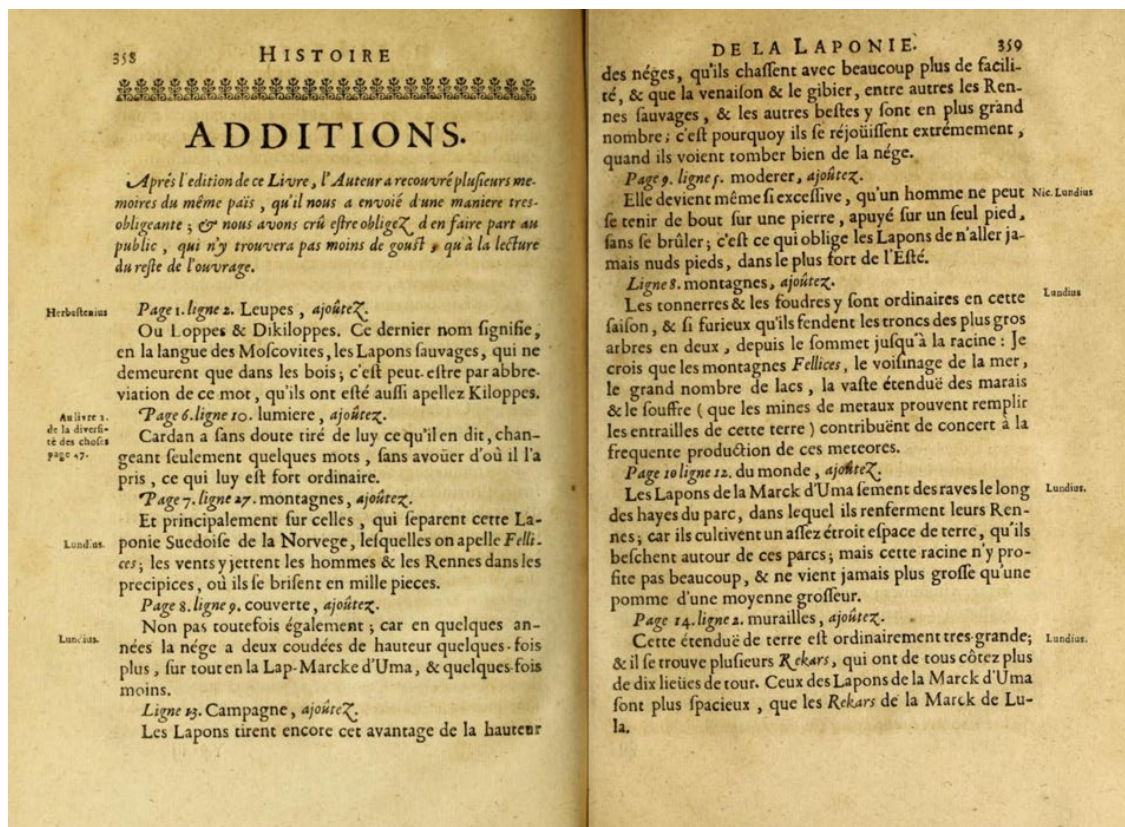 358 HISTOIRE
ADDITIONS.
Aprés l'edition de ce Livre, l'Auteur a recouvré plusieurs me-
moires du même païs, qu'il nous a envoié d'une maniere tres-
obligeante; & nous avons crû estre obligez d en faire part au
public, qui n'y trouvera pas moins de goust, qu'à la lecture
du reste de l'ouvrage.
Herbestenius
Page 1. ligne 2. Leupes, ajoûtez.
Ou Loppes & Dikiloppes. Ce dernier nom signifie,
en la langue des Moscovites, les Lapons sauvages, qui ne
demeurent que dans les bois; c'est peut-estre par abbre-
viation de ce mot, qu'ils ont esté aussi apellez Kiloppes.
Au livre 1.
de la diversi-
té des choses
page 47.
Page 6. ligne 10. lumiere, ajoûtez.
Cardan a sans doute tiré de luy ce qu'il en dit, chan-
geant seulement quelques mots, sans avoüer d'où il l'a
pris, ce qui luy est fort ordinaire.
Page 7. ligne 27. montagnes, ajoûtez.
Et principalement sur celles, qui separent cette La-
Lundius. ponie Suedoise de la Norvege, lesquelles on apelle Felli-
ces; les vents y jettent les hommes & les Rennes dans les
precipices, où ils se brisent en mille pieces.
Page 8. ligne 9. couverte, ajoûtez.
Non pas toutefois également; car en quelques an-
Lundius. nées la nége a deux coudées de hauteur quelques-fois
plus, sur tout en la Lap-Marcke d'Uma, & quelques-fois
moins.
Ligne 13. Campagne, ajoûtez.
Les Lapons tirent encore cet avantage de la hauteur
DE LA LAPONIE. 359
des néges, qu'ils chassent avec beaucoup plus de facili-
té, & que la venaison & le gibier, entre autres les Ren-
nes sauvages, & les autres bestes y sont en plus grand
nombre; c'est pourquoy ils se réjoüissent extrémement,
quand ils voient tomber bien de la nége.
Page 9. ligne 5. moderer, ajoûtez.
Elle devient même si excessive, qu'un homme ne peut Nic. Lundius
se tenir de bout sur une pierre, apuyé sur un seul pied,
sans se brûler; c'est ce qui oblige les Lapons de n'aller ja-
mais nuds pieds, dans le plus fort de l'Esté.
Ligne 8. montagnes, ajoûtez.
Les tonnerres & les foudres y sont ordinaires en cette Lundius
saison, & si furieux qu'ils fendent les troncs des plus gros
arbres en deux, depuis le sommet jusqu'à la racine: Je
crois que les montagnes Fellices, le voisinage de la mer,
le grand nombre de lacs, la vaste étenduë des marais
& le souffre (que les mines de metaux prouvent remplir
les entrailles de cette terre) contribuënt de concert à la
frequente production de ces meteores.
Page 10 ligne 12. du monde, ajoûtez.
Les Lapons de la Marck d'Uma sement des raves le long Lundius.
des hayes du parc, dans lequel ils renferment leurs Ren-
nes; car ils cultivent un assez étroit espace de terre, qu'ils
beschent autour de ces parcs; mais cette racine n'y pro-
fite pas beaucoup, & ne vient jamais plus grosse qu'une
pomme d'une moyenne grosseur.
Page 14. ligne 2. murailles, ajoûtez.
Cette étenduë de terre est ordinairement tres-grande; Lundius.
& il se trouve plusieurs Rekars, qui ont de tous côtez plus
de dix lieües de tour. Ceux des Lapons de la Marck d'Uma
sont plus spacieux, que les Rekars de la Marck de Lu-
la.